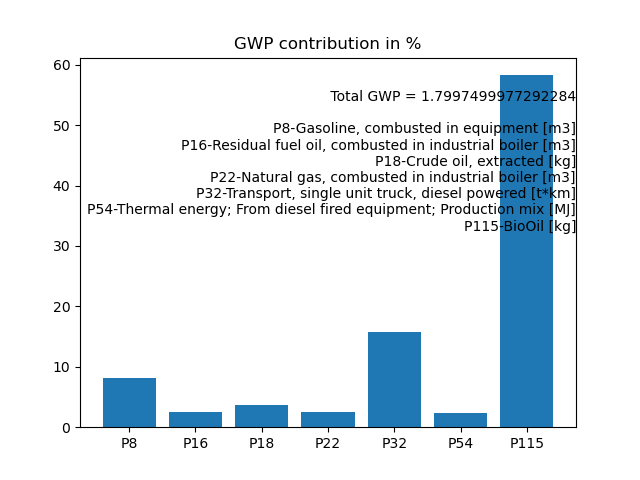 GWP contribution in %
60
50
40
30
20
10
0
Total GWP = 1.7997499977292284
P8-Gasoline, combusted in equipment [m3]
P16-Residual fuel oil, combusted in industrial boiler [m3]
P18-Crude oil, extracted [kg]
P22-Natural gas, combusted in industrial boiler [m3]
P32-Transport, single unit truck, diesel powered [t*km]
P54-Thermal energy; From diesel fired equipment; Production mix [MJ]
P115-BioOil [kg]
P8 P16 P18 P22 P32 P54 P115